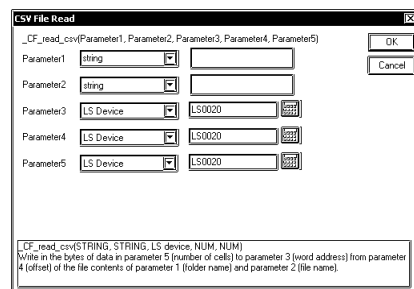 CSV File Read
_CF_read_csv(Parameter1, Parameter2, Parameter3, Parameter4, Parameter5)
OK
Cancel
Parameter1 string
Parameter2 string
Parameter3 LS Device LS0020
Parameter4 LS Device LS0020
Parameter5 LS Device LS0020
_CF_read_csv(STRING, STRING, LS device, NUM, NUM)
Write in the bytes of data in parameter 5 (number of cells) to parameter 3 (word address) from parameter
4 (offset) of the file contents of parameter 1 (folder name) and parameter 2 (file name).